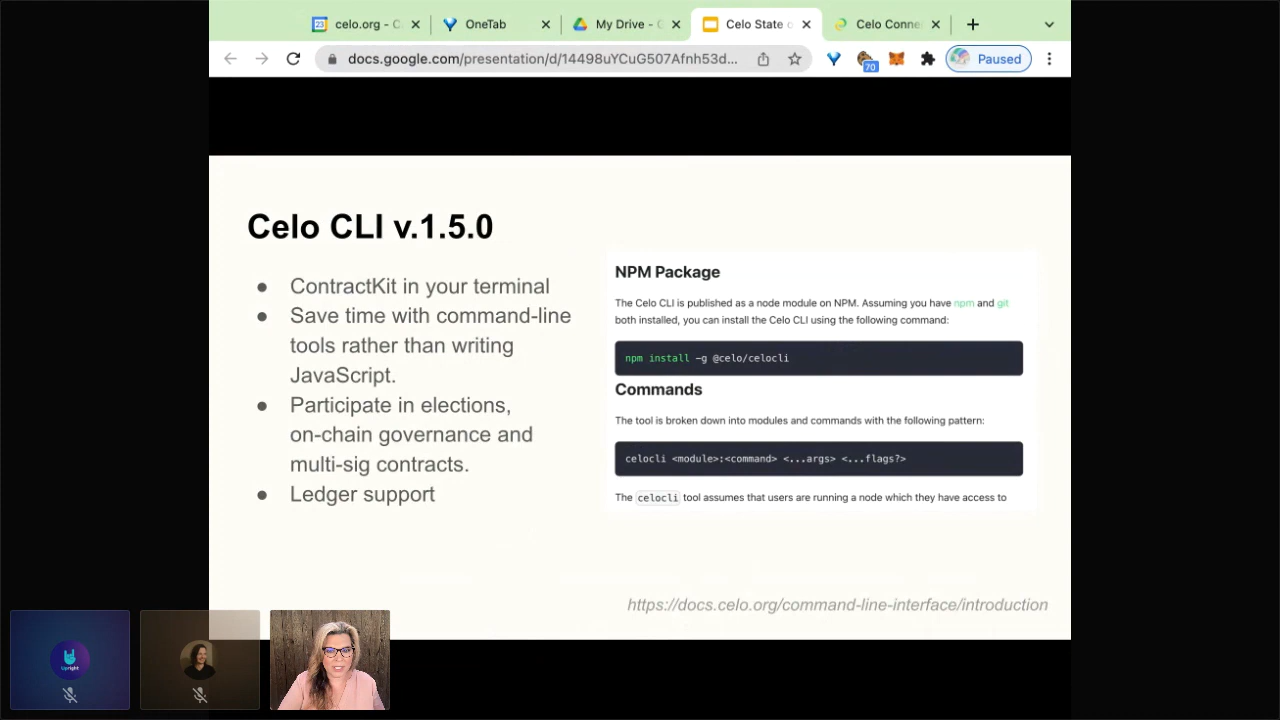 celo.org - C
OneTab
My Drive - G
Celo State o
Celo Conne
docs.google.com/presentation/d/14498uYCuG507Afnh53d...
70
Paused
Celo CLI v.1.5.0
● ContractKit in your terminal
● Save time with command-line
tools rather than writing
JavaScript.
● Participate in elections,
on-chain governance and
multi-sig contracts.
● Ledger support
NPM Package
The Celo CLI is published as a node module on NPM. Assuming you have npm and git
both installed, you can install the Celo CLI using the following command:
npm install -g @celo/celocli
Commands
The tool is broken down into modules and commands with the following pattern:
celocli <module>:<command> <...args> <...flags?>
The celocli tool assumes that users are running a node which they have access to
https://docs.celo.org/command-line-interface/introduction
Upright